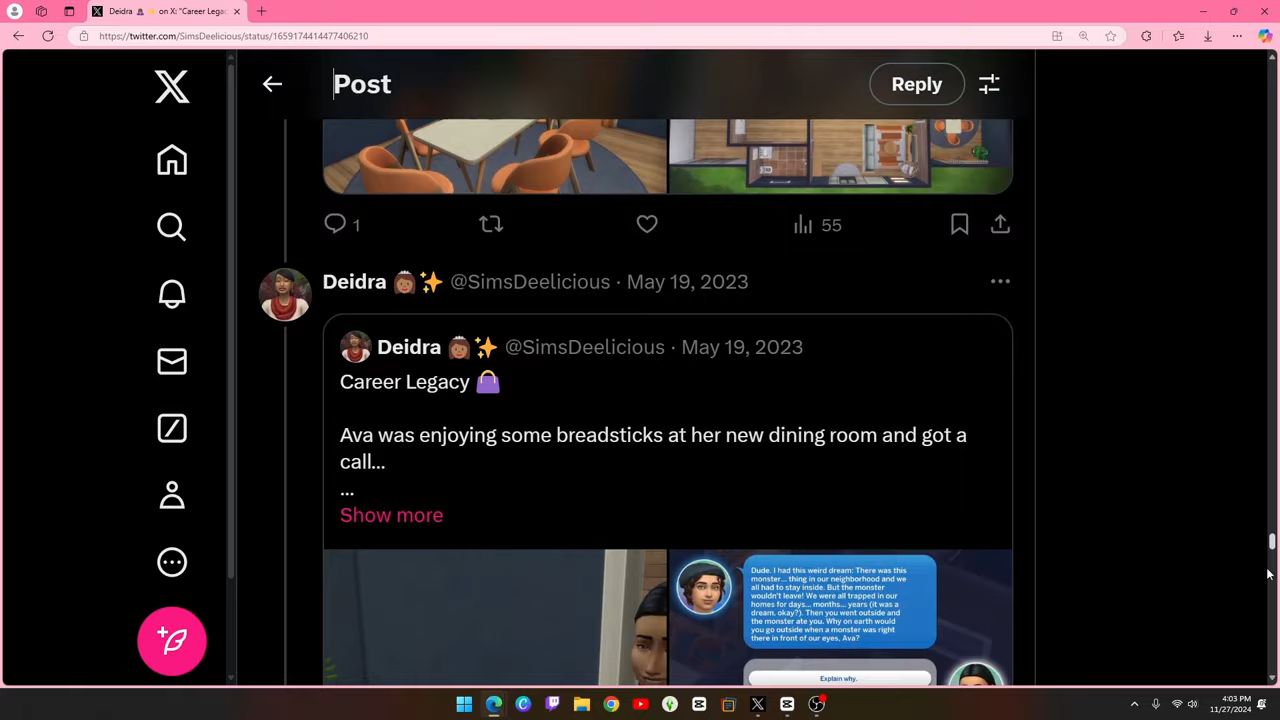 Deidra on X: "Career Legac
https://twitter.com/SimsDeelicious/status/1659174414477406210
Post
Reply
1
55
Deidra @SimsDeelicious · May 19, 2023
Deidra @SimsDeelicious · May 19, 2023
Career Legacy
Ava was enjoying some breadsticks at her new dining room and got a
call...
...
Show more
Dude. I had this weird dream: There was this
monster... thing in our neighborhood and we
all had to stay inside. But the monster
wouldn't leave! We were all trapped in our
homes for days... months... years (it was a
dream, okay?). Then you went outside and
the monster ate you. Why on earth would
you go outside when a monster was right
there in front of our eyes, Ava?
Explain why.
4:03 PM
11/27/2024